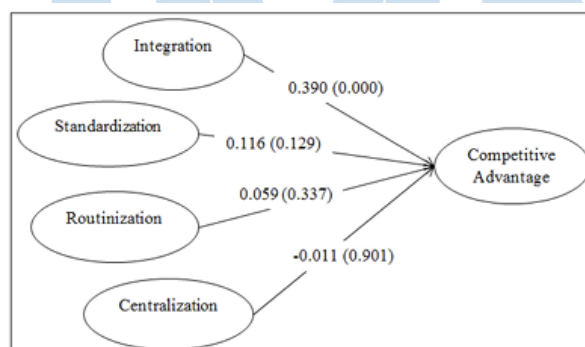 Integration
0.390 (0.000)
Standardization
0.116 (0.129)
Competitive
Advantage
0.059 (0.337)
Routinization
-0.011 (0.901)
Centralization